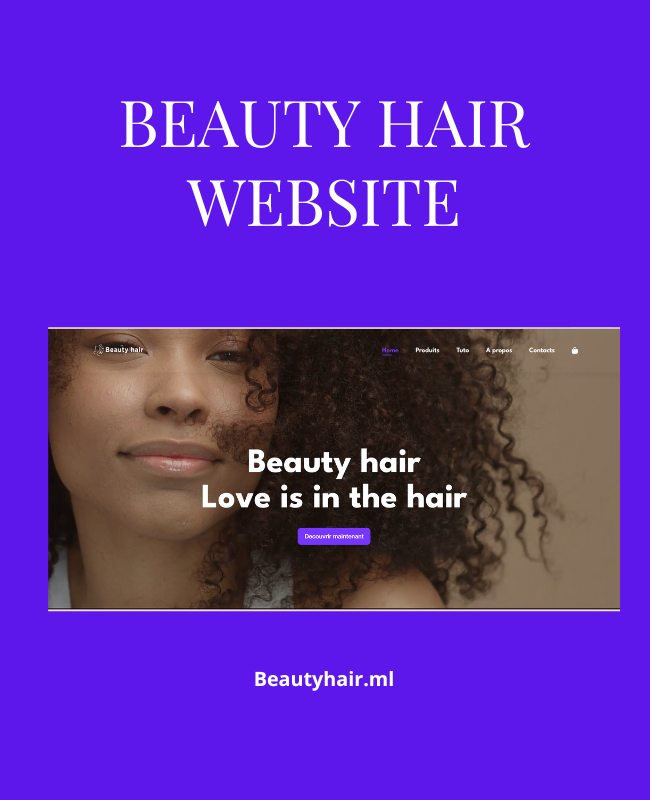 BEAUTY HAIR
WEBSITE
Beauty hair
Home Produits Tuto A propos Contacts
Beauty hair
Love is in the hair
Decouvrir maintenant
Beautyhair.ml